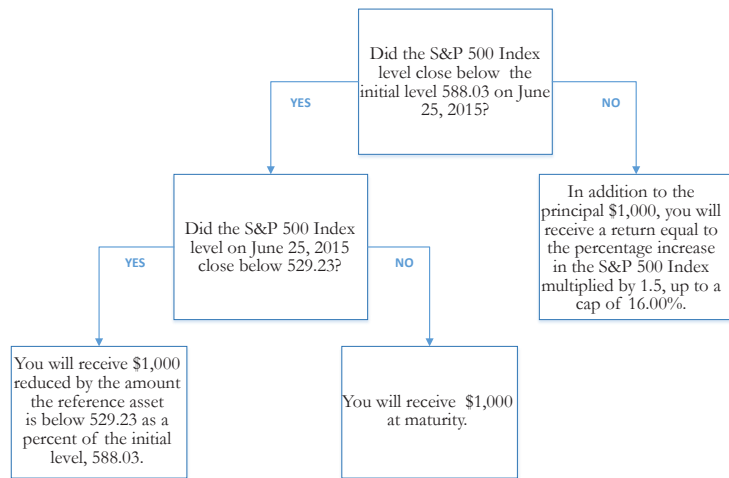 Did the S&P 500 Index
level close below the
initial level 588.03 on June
25, 2015?
YES
NO
Did the S&P 500 Index
level on June 25, 2015
close below 529.23?
In addition to the
principal $1,000, you will
receive a return equal to
the percentage increase
in the S&P 500 Index
multiplied by 1.5, up to a
cap of 16.00%.
YES
NO
You will receive $1,000
reduced by the amount
the reference asset
is below 529.23 as a
percent of the initial
level, 588.03.
You will receive $1,000
at maturity.